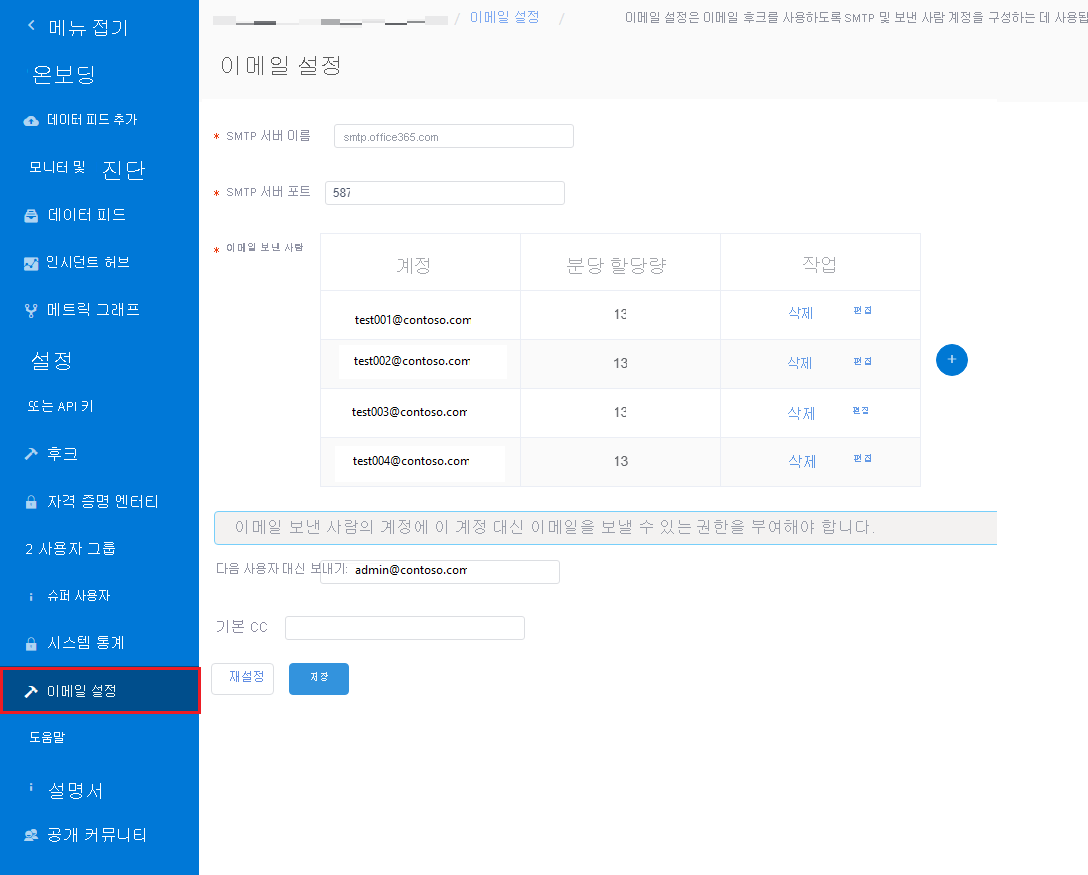 메뉴 접기
온보딩
데이터 피드 추가
모니터 및 진단
데이터 피드
인시던트 허브
메트릭 그래프
설정
또는 API 키
후크
자격 증명 엔터티
2 사용자 그룹
슈퍼 사용자
시스템 통계
이메일 설정
도움말
설명서
공개 커뮤니티
/ 이메일 설정 / 이메일 설정은 이메일 후크를 사용하도록 SMTP 및 보낸 사람 계정을 구성하는 데 사용됩
이메일 설정
* SMTP 서버 이름 smtp.office365.com
* SMTP 서버 포트 587
* 이메일 보낸 사람
계정 분당 할당량 작업
test001@contoso.com 13 삭제 편집
test002@contoso.com 13 삭제 편집
test003@contoso.com 13 삭제 편집
test004@contoso.com 13 삭제 편집
이메일 보낸 사람의 계정에 이 계정 대신 이메일을 보낼 수 있는 권한을 부여해야 합니다.
다음 사용자 대신 보내기: admin@contoso.com
기본 CC
재설정 저장